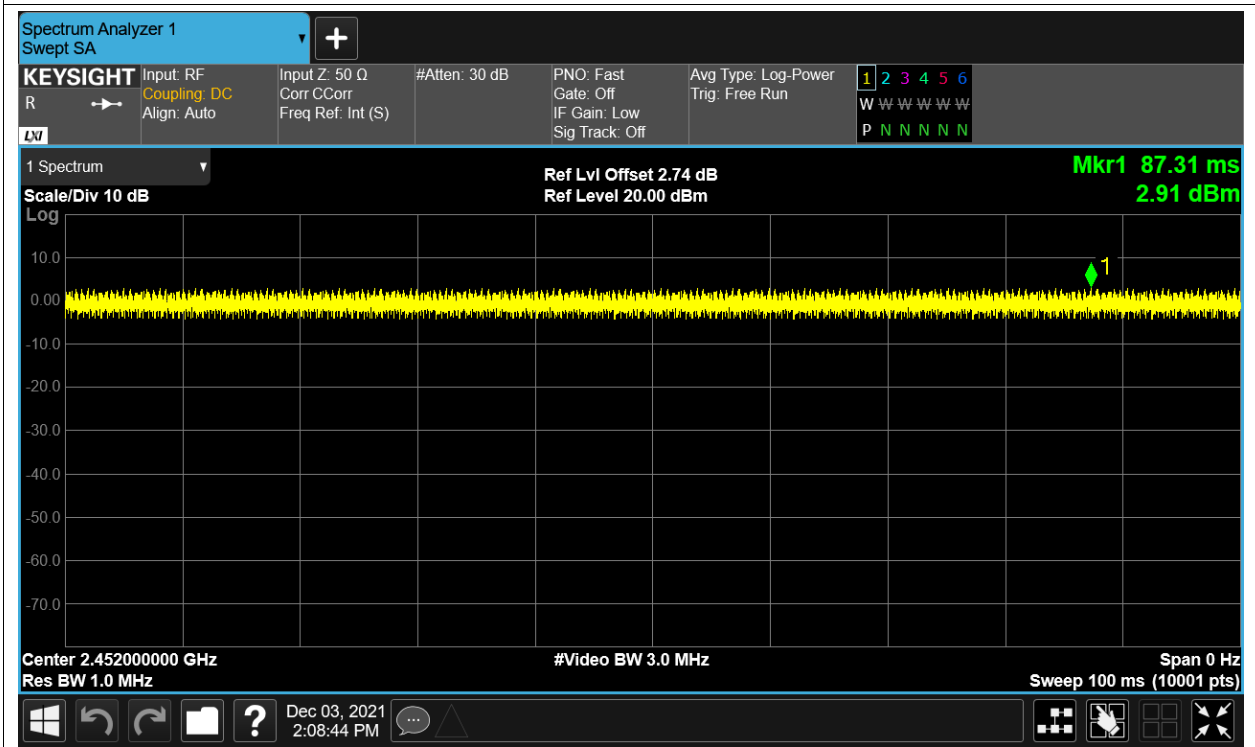 Spectrum Analyzer 1
Swept SA
KEYSIGHT
R
LXI
Input: RF
Coupling: DC
Align: Auto
Input Z: 50 Ω
Corr CCorr
Freq Ref: Int (S)
#Atten: 30 dB
PNO: Fast
Gate: Off
IF Gain: Low
Sig Track: Off
Avg Type: Log-Power
Trig: Free Run
1 2 3 4 5 6
W W W W W W
P N N N N N
1 Spectrum
Scale/Div 10 dB
Log
Ref Lvl Offset 2.74 dB
Ref Level 20.00 dBm
Mkr1 87.31 ms
2.91 dBm
10.0
1
0.00
-10.0
-20.0
-30.0
-40.0
-50.0
-60.0
-70.0
Center 2.452000000 GHz
Res BW 1.0 MHz
#Video BW 3.0 MHz
Span 0 Hz
Sweep 100 ms (10001 pts)
?
Dec 03, 2021
2:08:44 PM